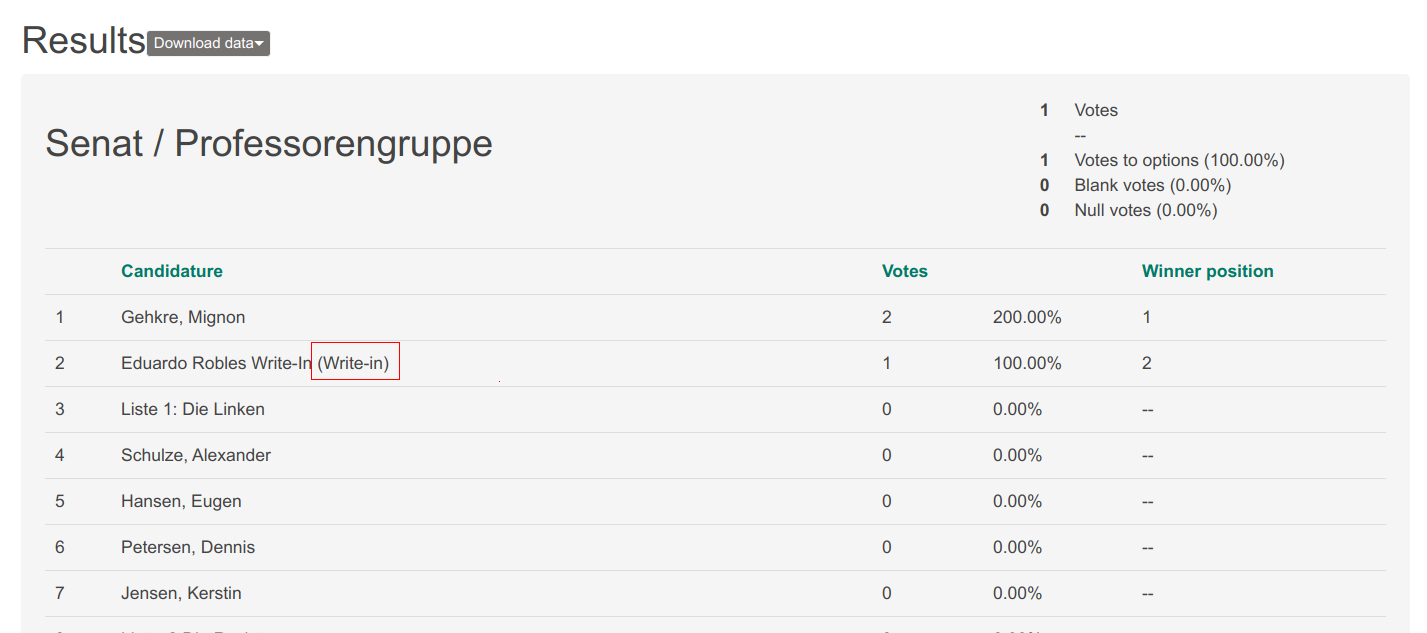 Results Download data
1 Votes
--
Senat / Professorengruppe
1 Votes to options (100.00%)
0 Blank votes (0.00%)
0 Null votes (0.00%)
Candidature Votes Winner position
1 Gehkre, Mignon 2 200.00% 1
2 Eduardo Robles Write-In (Write-in) 1 100.00% 2
3 Liste 1: Die Linken 0 0.00% --
4 Schulze, Alexander 0 0.00% --
5 Hansen, Eugen 0 0.00% --
6 Petersen, Dennis 0 0.00% --
7 Jensen, Kerstin 0 0.00% --